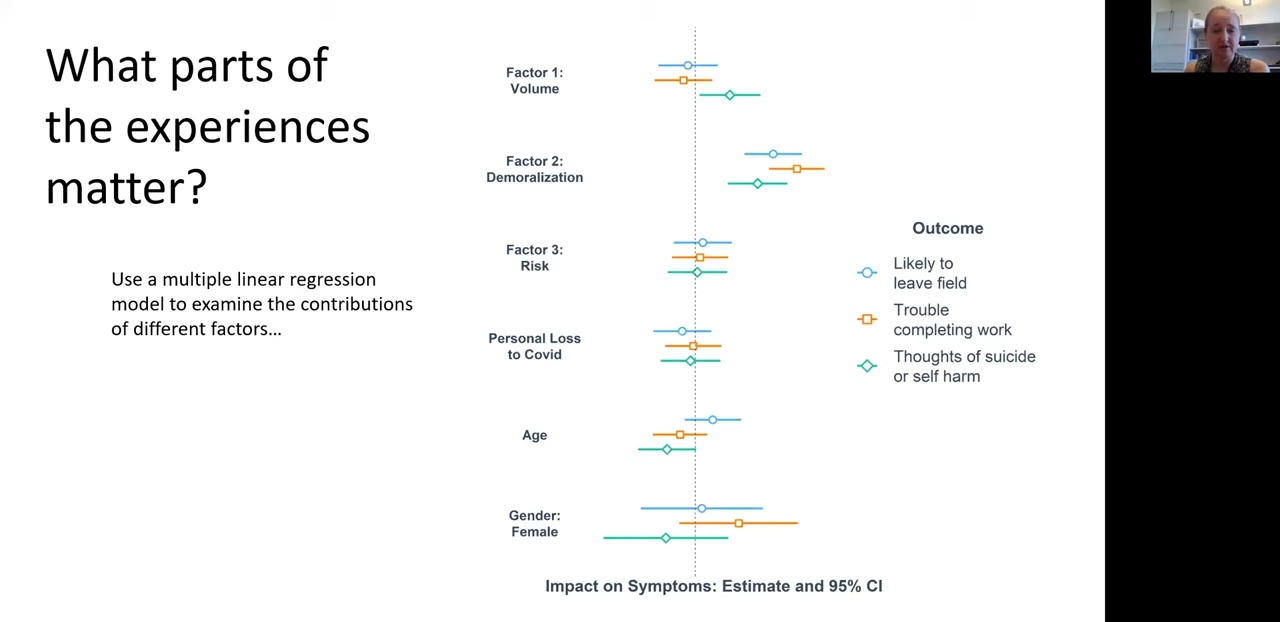 What parts of
the experiences
matter?
Use a multiple linear regression
model to examine the contributions
of different factors...
Factor 1:
Volume
Factor 2:
Demoralization
Factor 3:
Risk
Personal Loss
to Covid
Age
Gender:
Female
Impact on Symptoms: Estimate and 95% CI
Outcome
Likely to
leave field
Trouble
completing work
Thoughts of suicide
or self harm